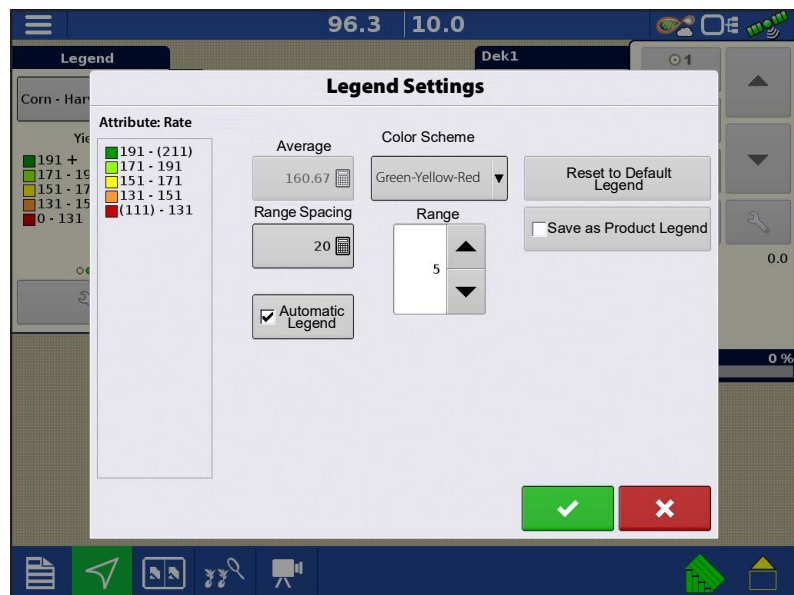 96.3 10.0
Legend
Dek1
1
Legend Settings
Corn - Har
Attribute: Rate
Yie
191 +
171 - 19
151 - 17
131 - 15
0 - 131
191 - (211)
171 - 191
151 - 171
131 - 151
(111) - 131
Average
160.67
Color Scheme
Green-Yellow-Red
Reset to Default
Legend
Range Spacing
20
Range
5
Save as Product Legend
Automatic
Legend
0.0
0 %